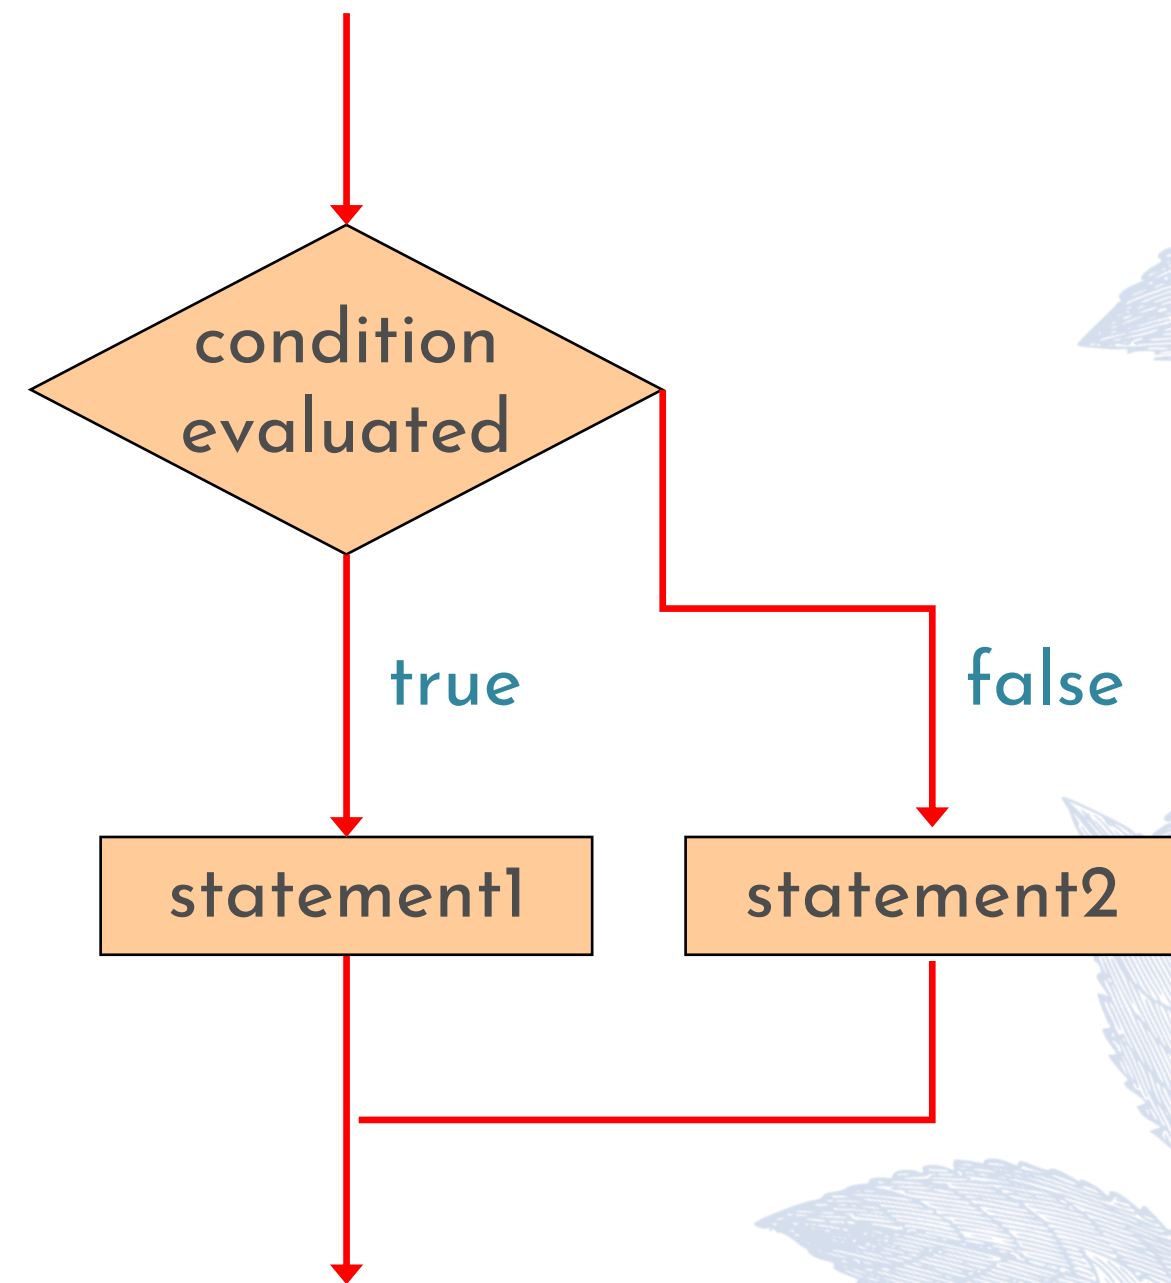 condition
evaluated
true
false
statement1
statement2